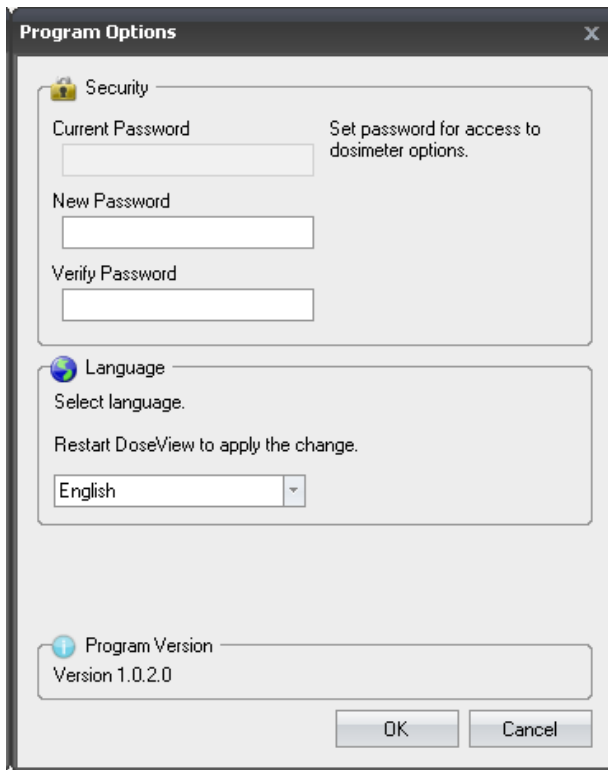 Program Options
x
Security
Current Password
Set password for access to
dosimeter options.
New Password
Verify Password
Language
Select language.
Restart DoseView to apply the change.
English
Program Version
Version 1.0.2.0
OK
Cancel